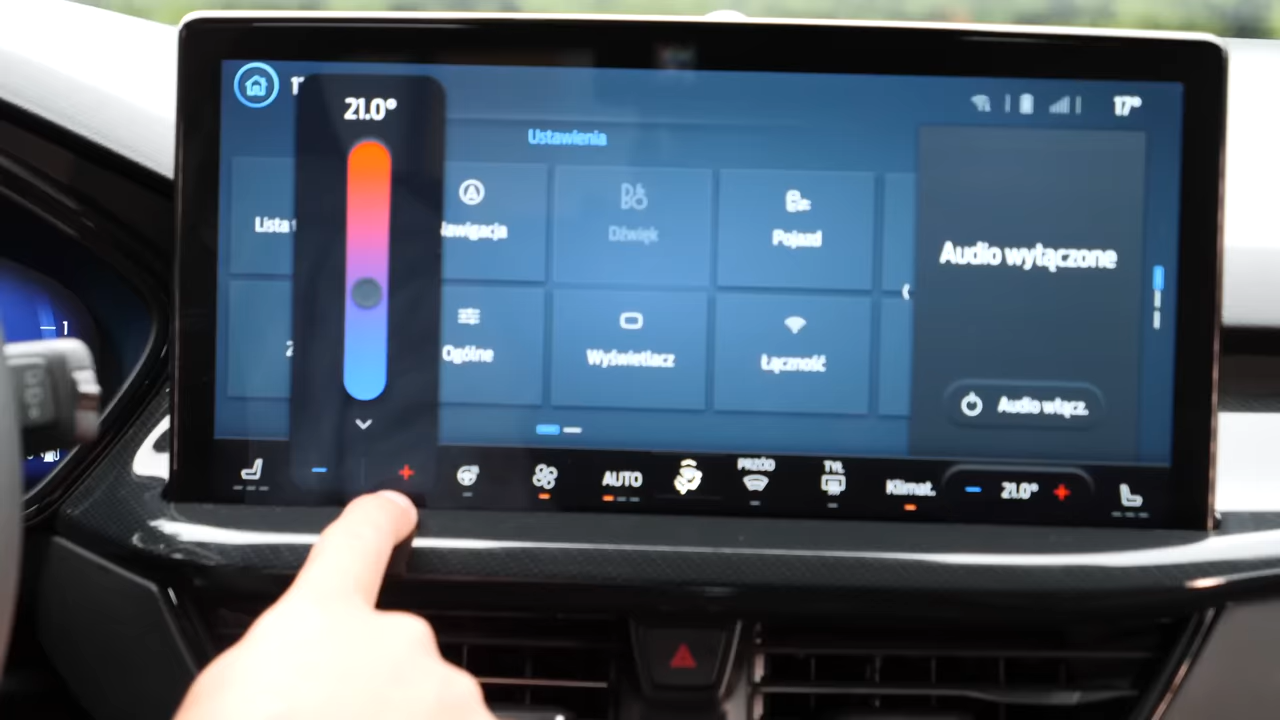 21.0°
17°
Ustawienia
Lista
Nawigacja
Dźwięk
Pojazd
Audio wyłączone
Ogólne
Wyświetlacz
Łączność
Audio włącz.
AUTO
PRZÓD
TYŁ
Klimat.
21.0°
1